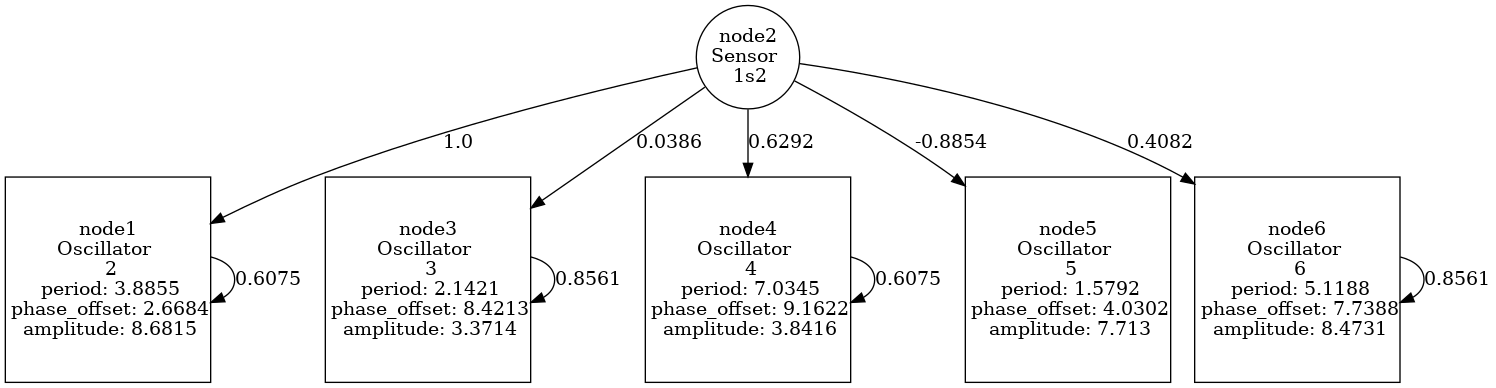 node2
Sensor
1s2
1.0
0.0386
0.6292
-0.8854
0.4082
node1
Oscillator
2
period: 3.8855
phase_offset: 2.6684
amplitude: 8.6815
0.6075
node3
Oscillator
3
period: 2.1421
phase_offset: 8.4213
amplitude: 3.3714
0.8561
node4
Oscillator
4
period: 7.0345
phase_offset: 9.1622
amplitude: 3.8416
0.6075
node5
Oscillator
5
period: 1.5792
phase_offset: 4.0302
amplitude: 7.713
node6
Oscillator
6
period: 5.1188
phase_offset: 7.7388
amplitude: 8.4731
0.8561